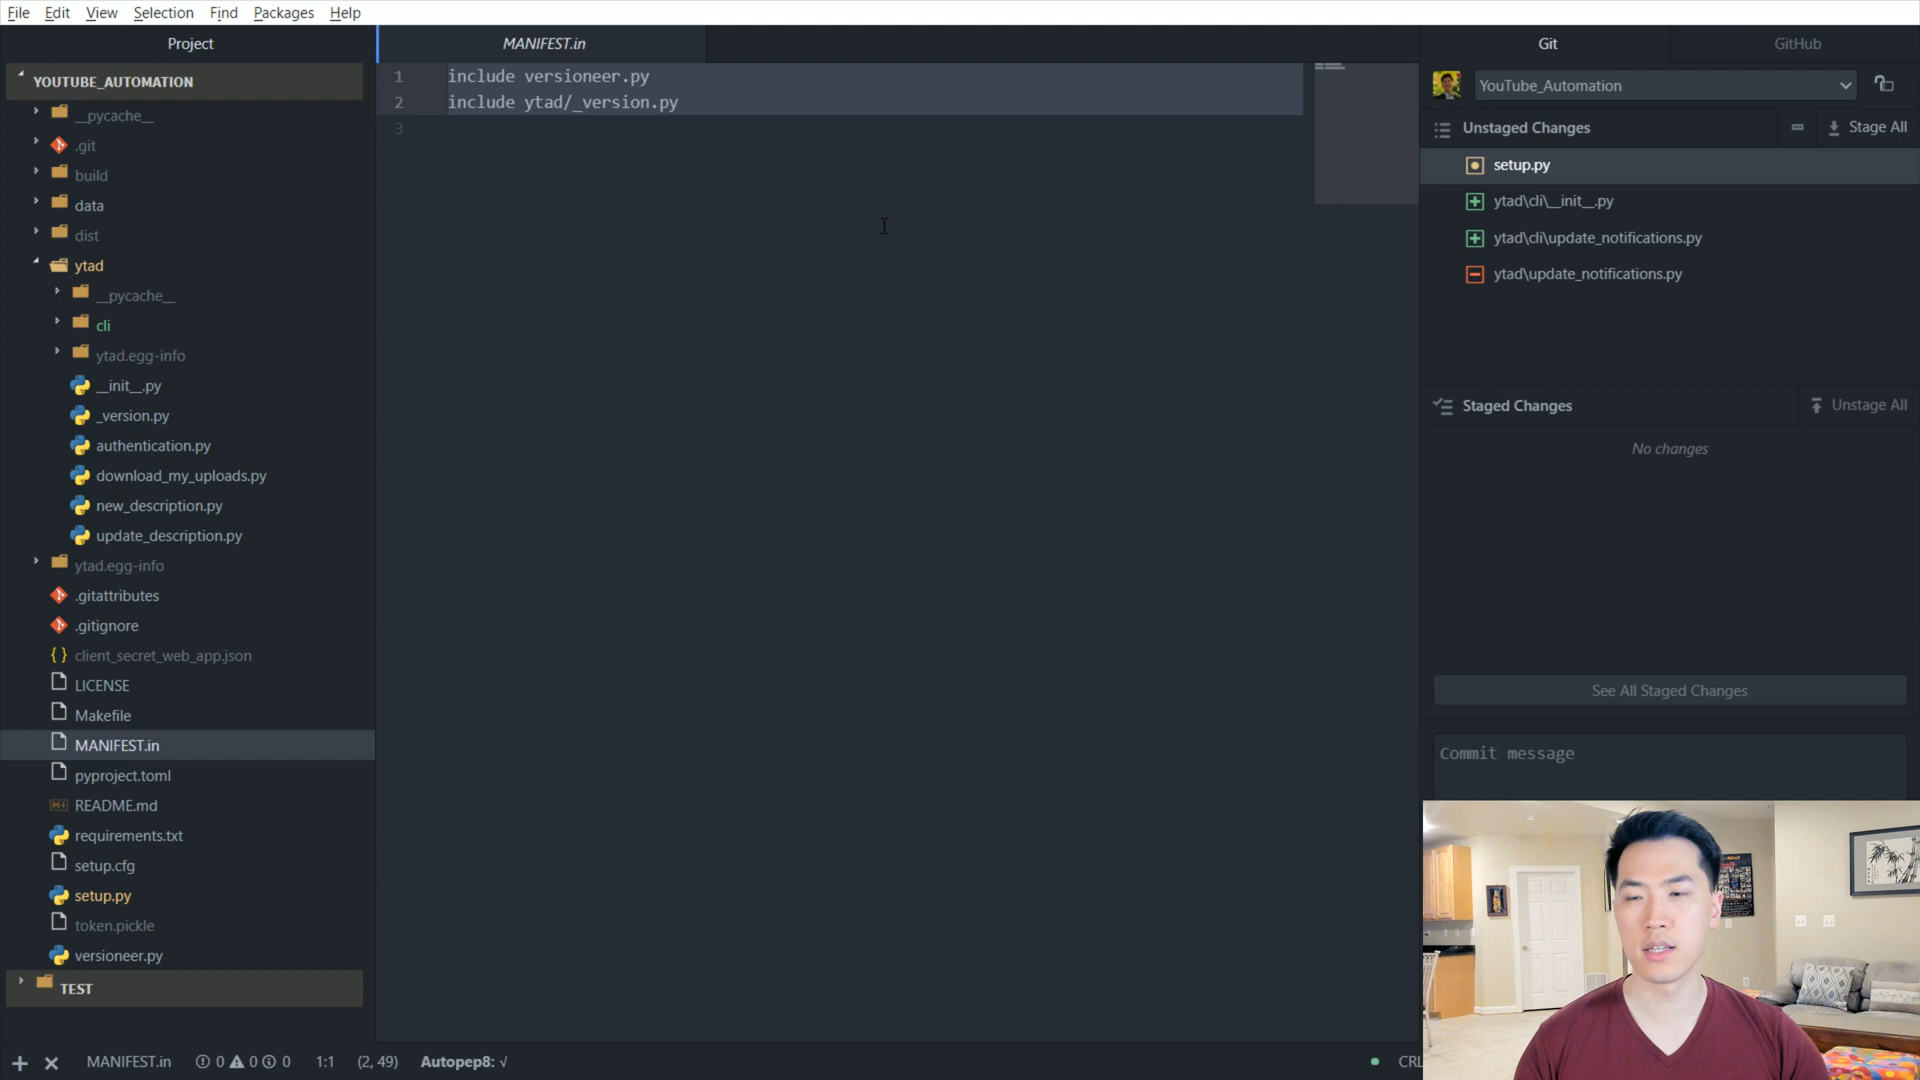 File Edit View Selection Find Packages Help
Project
YOUTUBE_AUTOMATION
__pycache__
.git
build
data
dist
ytad
__pycache__
cli
ytad.egg-info
__init__.py
_version.py
authentication.py
download_my_uploads.py
new_description.py
update_description.py
ytad.egg-info
.gitattributes
.gitignore
client_secret_web_app.json
LICENSE
Makefile
MANIFEST.in
pyproject.toml
README.md
requirements.txt
setup.cfg
setup.py
token.pickle
versioneer.py
TEST
MANIFEST.in
1 include versioneer.py
2 include ytad/_version.py
3
Git GitHub
YouTube_Automation
Unstaged Changes Stage All
setup.py
ytad\cli\__init__.py
ytad\cli\update_notifications.py
ytad\update_notifications.py
Staged Changes Unstage All
No changes
See All Staged Changes
Commit message
MANIFEST.in 0 0 0 1:1 (2, 49) Autopep8: √ CRL